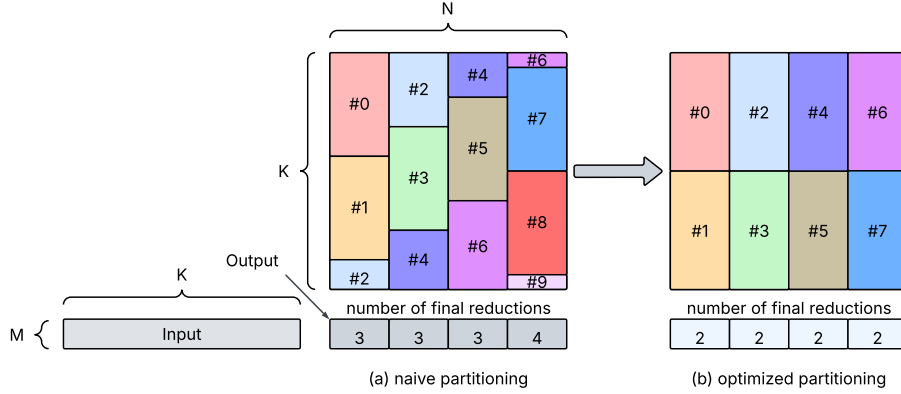 N
#0
#2
#4
#6
#7
#3
#5
#1
#8
#4
#6
#2
#9
K
#0
#2
#4
#6
#1
#3
#5
#7
Output
K
number of final reductions
number of final reductions
M
Input
3
3
3
4
2
2
2
2
(a) naive partitioning
(b) optimized partitioning